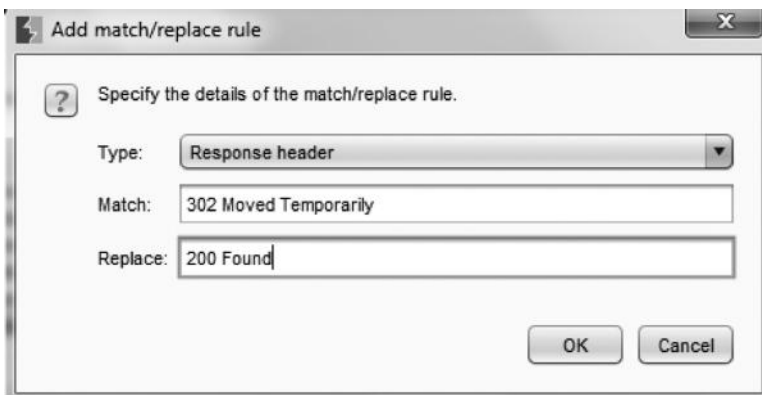 Add match/replace rule
Specify the details of the match/replace rule.
Type: Response header
Match: 302 Moved Temporarily
Replace: 200 Found
OK Cancel